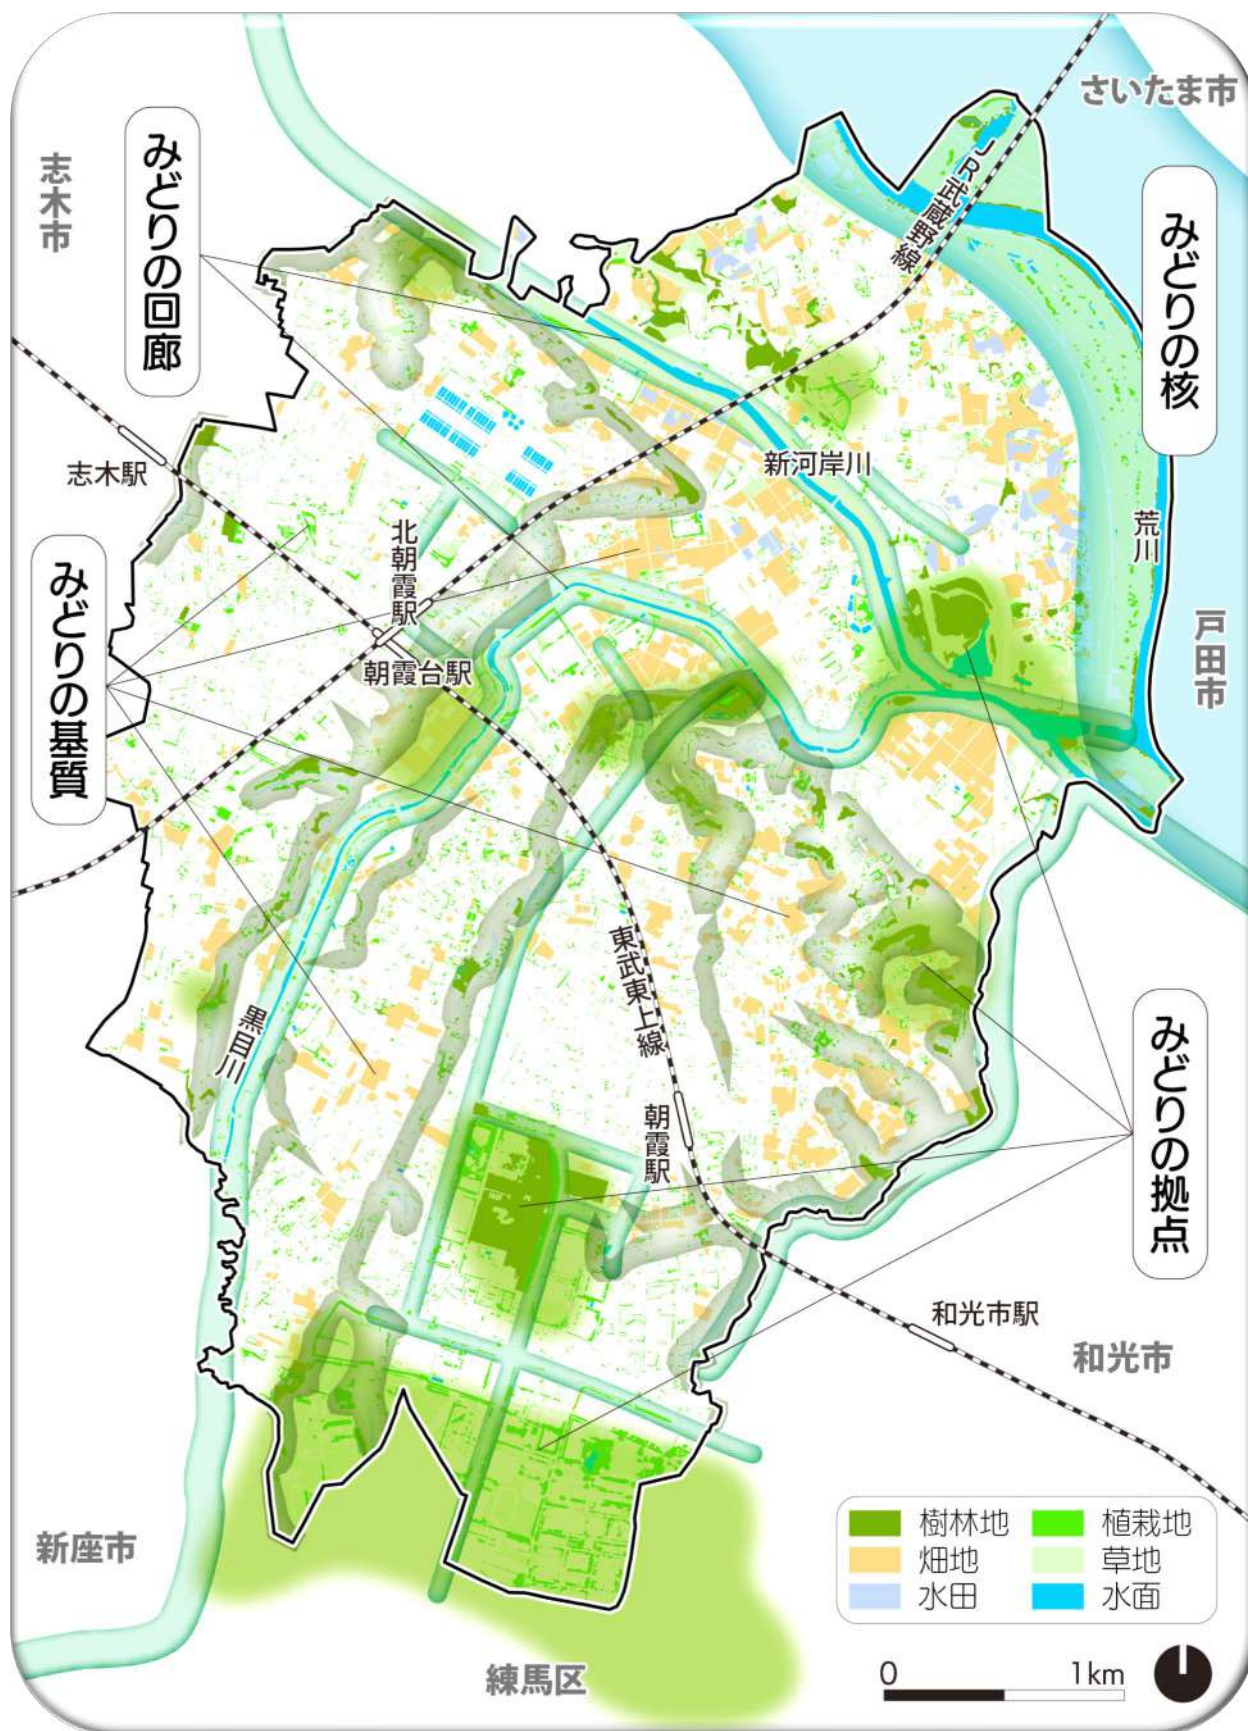 さいたま市
志木市
みどりの回廊
みどりの核
JR武蔵野線
志木駅
新河岸川
北朝霞駅
荒川
みどりの基質
朝霞台駅
戸田市
東武東上線
黒目川
みどりの拠点
朝霞駅
和光市駅
和光市
樹林地
植栽地
畑地
草地
水田
水面
新座市
練馬区
0
1km